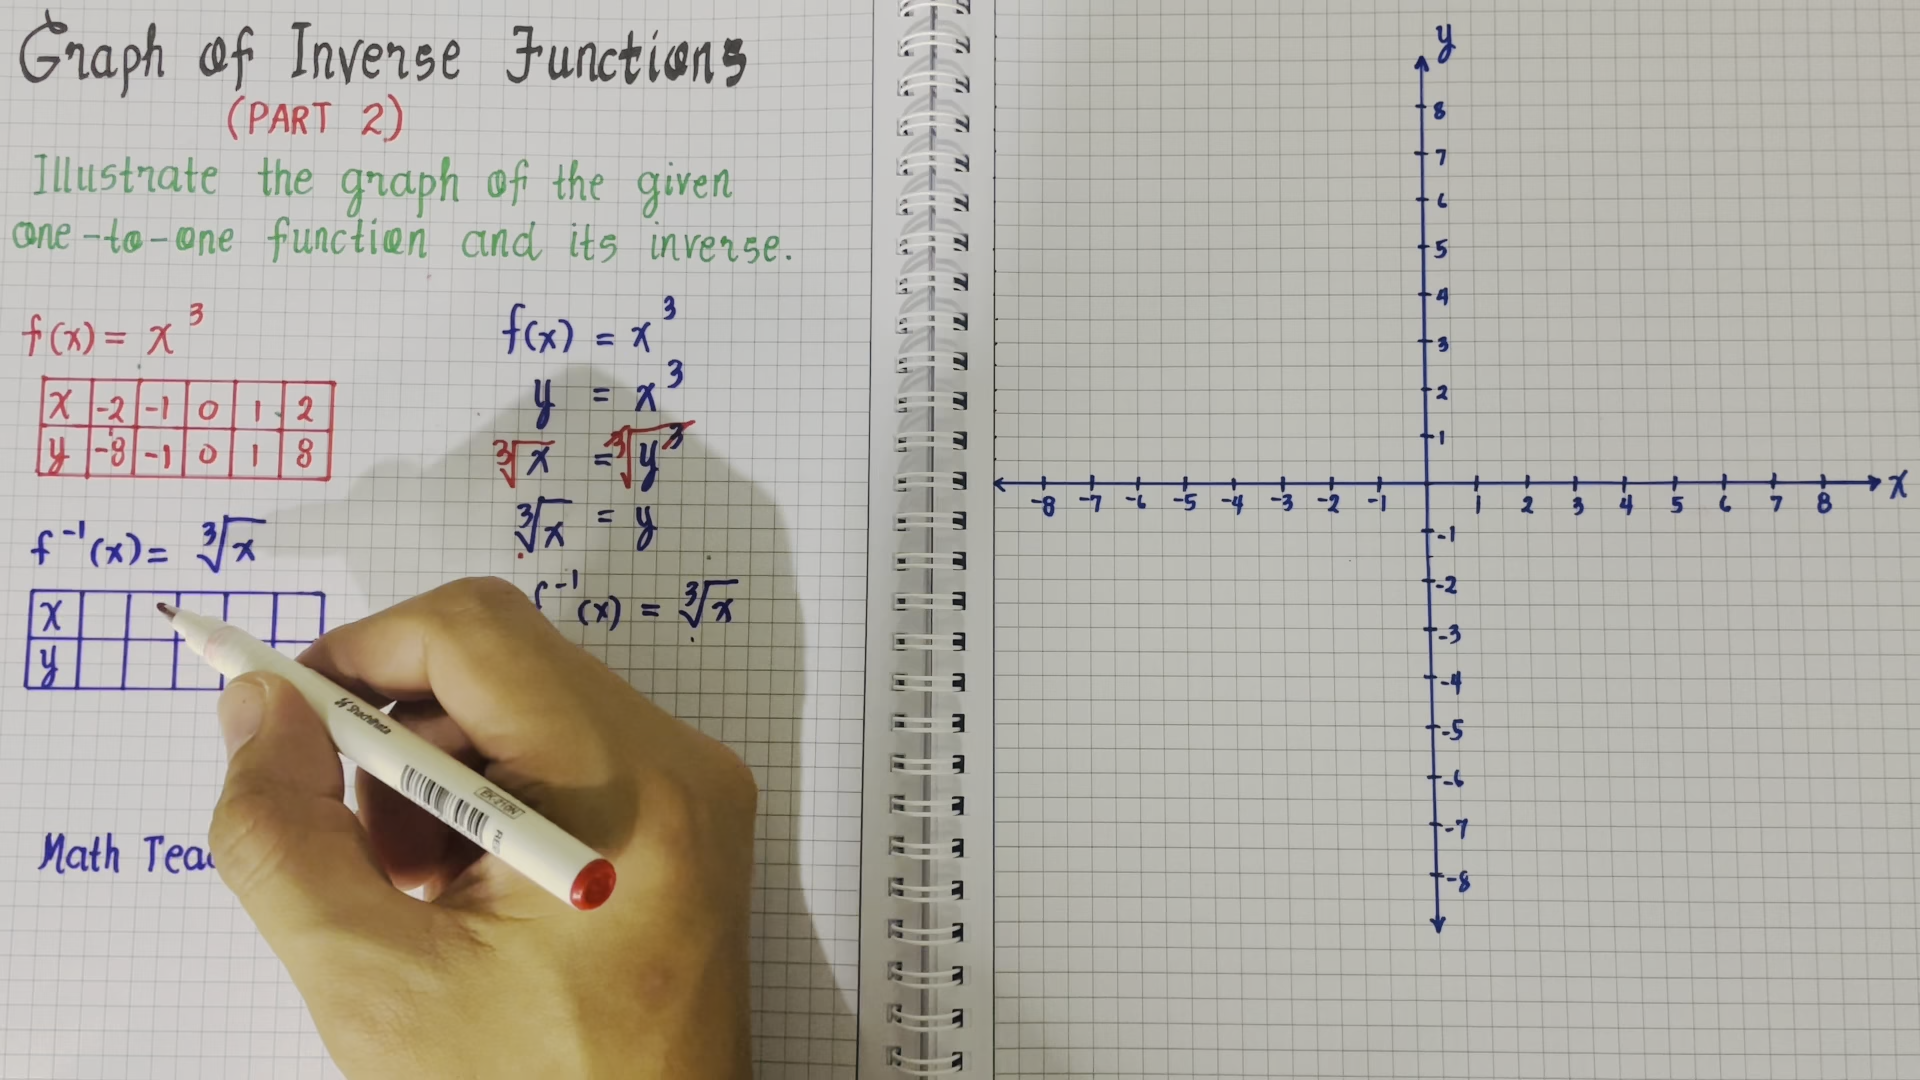 Graph of Inverse Functions
(PART 2)
Illustrate the graph of the given
one-to-one function and its inverse.
f(x) = x³
x -2 -1 0 1 2
y -8 -1 0 1 8
f⁻¹(x) = ∛x
x
y
Math
f(x) = x³
y = x³
∛x = ∛y³
∛x = y
f⁻¹(x) = ∛x
Shachihata
y
8
7
6
5
4
3
2
1
-8 -7 -6 -5 -4 -3 -2 -1 1 2 3 4 5 6 7 8 x
-1
-2
-3
-4
-5
-6
-7
-8